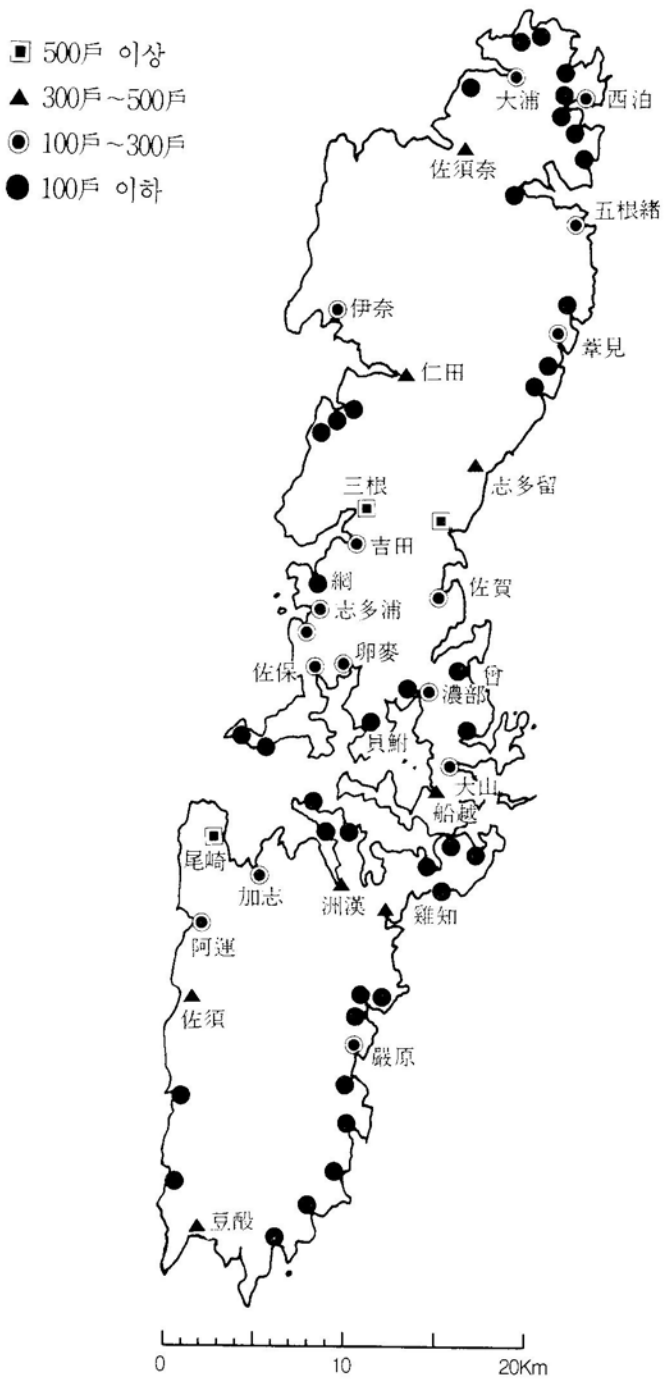 500戶 이상
300戶~500戶
100戶~300戶
100戶 이하
大浦
西泊
佐須奈
五根緖
伊奈
葦見
仁田
志多留
三根
吉田
網
佐賀
志多浦
卵麥
佐保
曾
濃部
貝鮒
大山
船越
尾崎
加志
洲漢
雞知
阿連
佐須
嚴原
豆酘
0 10 20Km